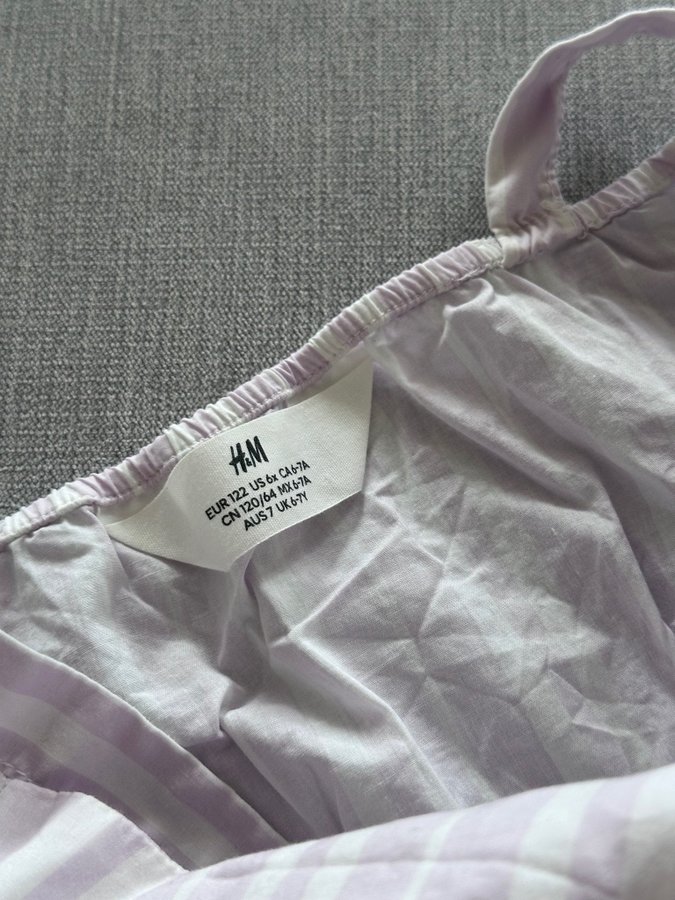 H&M
EUR 122 US 6x CA 6-7A
CN 120/64 MX 6-7A
AUS 7 UK 6-7Y